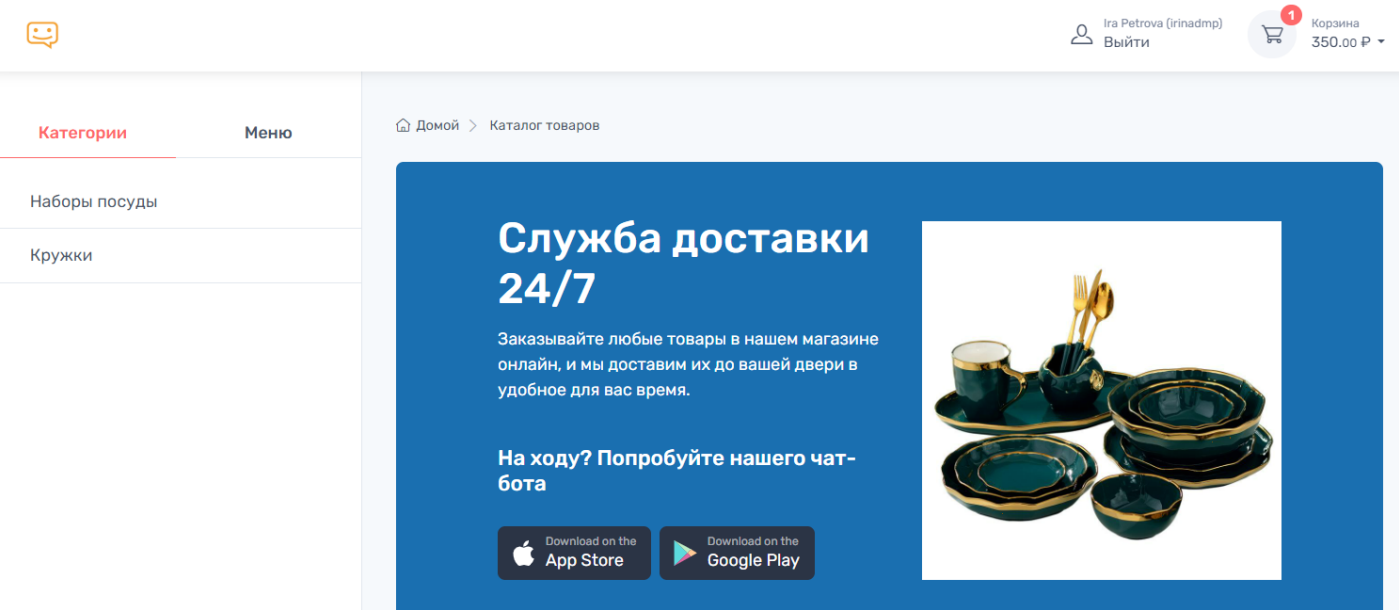 Ira Petrova (irinadmp)
Выйти
1
Корзина
350.00 ₽
Категории
Меню
Наборы посуды
Кружки
Домой
Каталог товаров
Служба доставки
24/7
Заказывайте любые товары в нашем магазине
онлайн, и мы доставим их до вашей двери в
удобное для вас время.
На ходу? Попробуйте нашего чат-
бота
Download on the
App Store
Download on the
Google Play